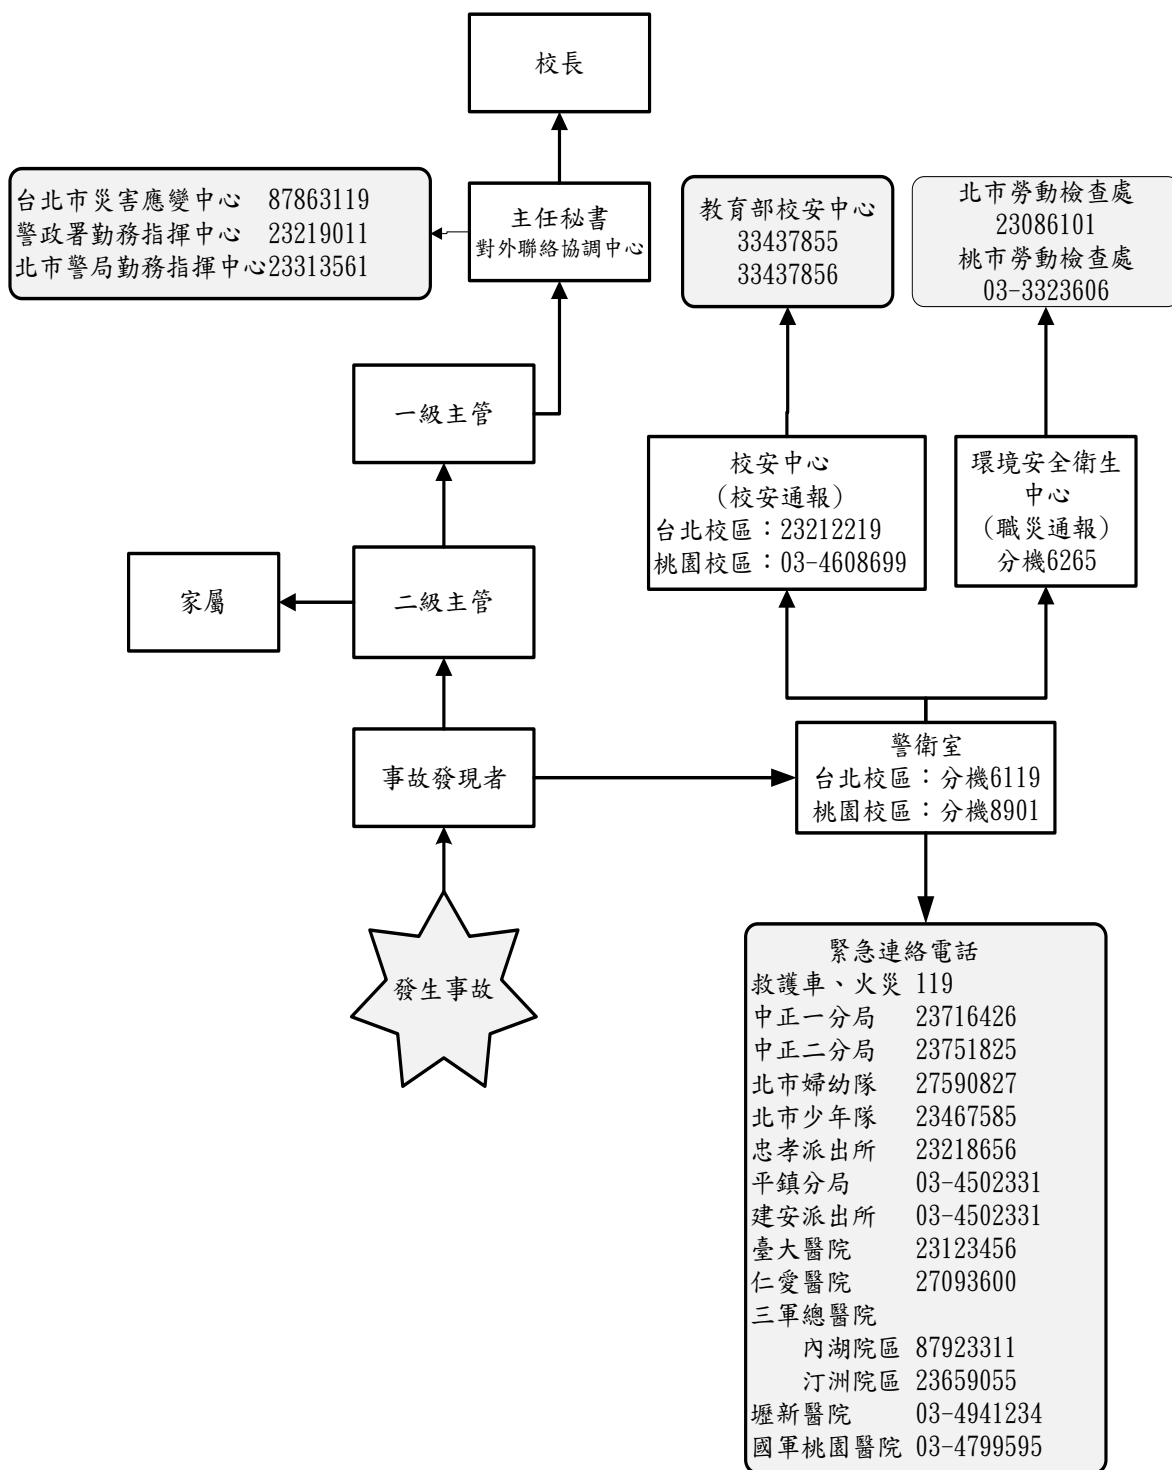 校長
台北市災害應變中心 87863119
警政署勤務指揮中心 23219011
北市警局勤務指揮中心23313561
主任秘書
對外聯絡協調中心
教育部校安中心
33437855
33437856
北市勞動檢查處
23086101
桃市勞動檢查處
03-3323606
一級主管
校安中心
（校安通報）
台北校區：23212219
桃園校區：03-4608699
環境安全衛生
中心
（職災通報）
分機6265
家屬
二級主管
事故發現者
警衛室
台北校區：分機6119
桃園校區：分機8901
發生事故
緊急連絡電話
救護車、火災 119
中正一分局 23716426
中正二分局 23751825
北市婦幼隊 27590827
北市少年隊 23467585
忠孝派出所 23218656
平鎮分局 03-4502331
建安派出所 03-4502331
臺大醫院 23123456
仁愛醫院 27093600
三軍總醫院
內湖院區 87923311
汀洲院區 23659055
壢新醫院 03-4941234
國軍桃園醫院 03-4799595